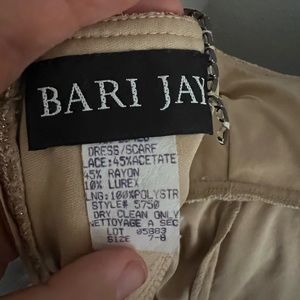 BARI JAY
DRESS/SCARF
LACE:45%ACETATE
45% RAYON
10% LUREX
LNG:100%POLYSTR
STYLE# 5750
DRY CLEAN ONLY
NETTOYAGE A SEC
LOT 05883
SIZE 7-8